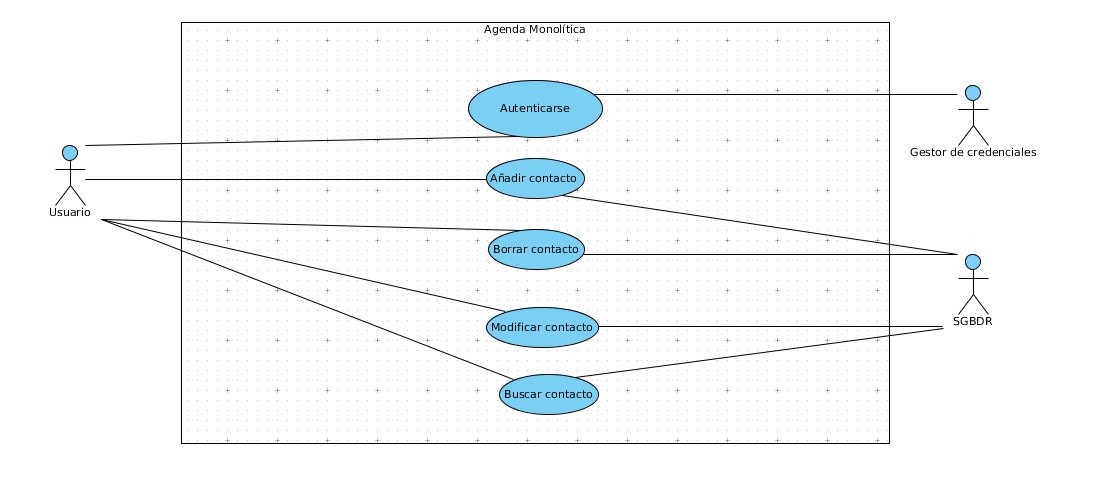 Agenda Monolítica
Autenticarse
Gestor de credenciales
Añadir contacto
Usuario
Borrar contacto
SGBDR
Modificar contacto
Buscar contacto